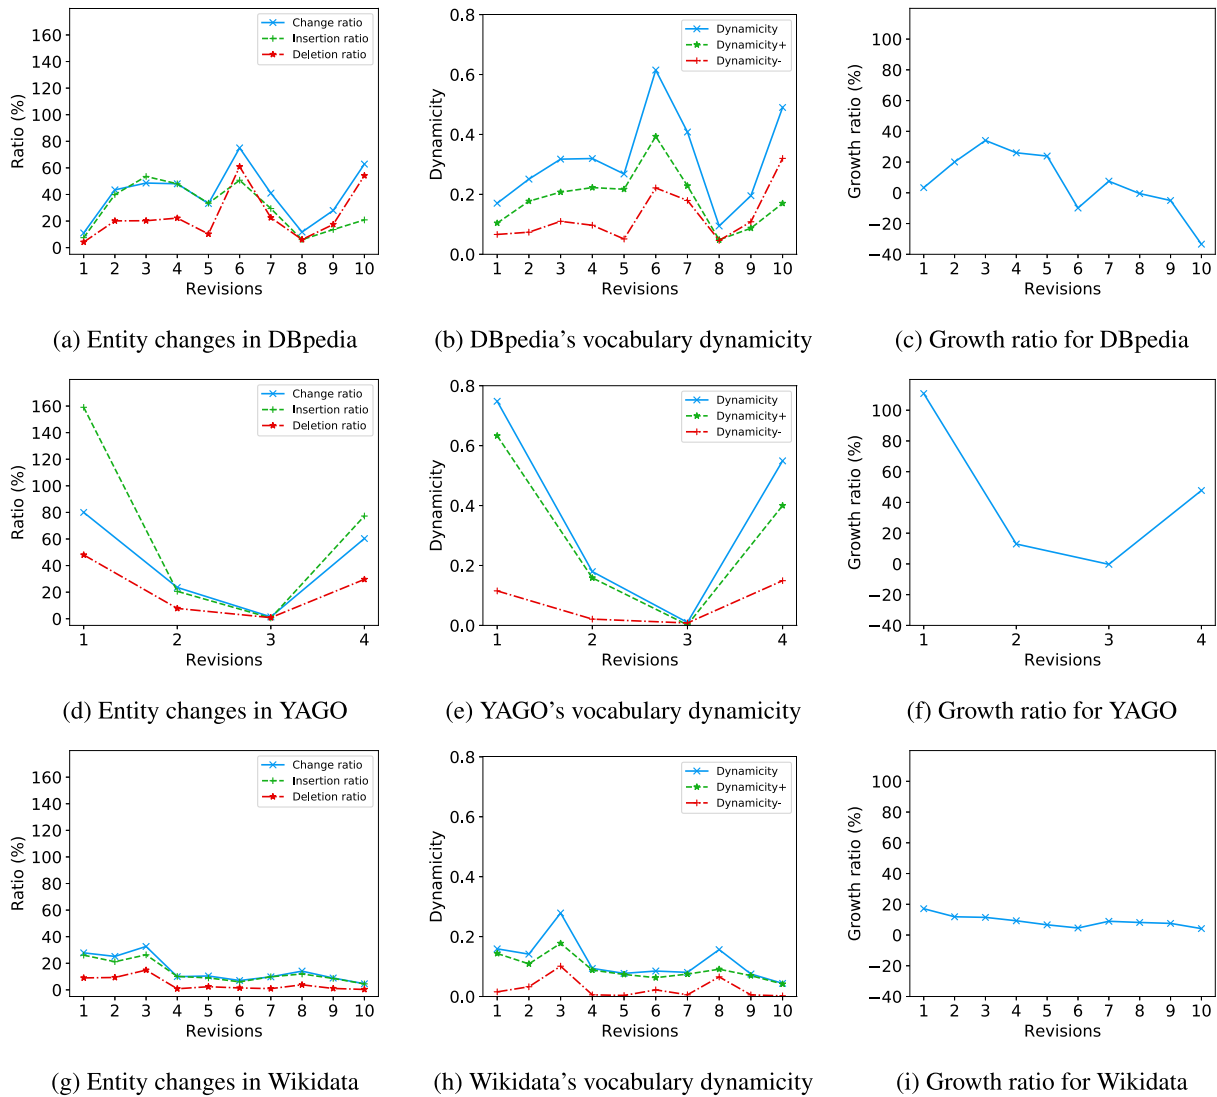 Ratio (%)
160
140
120
100
80
60
40
20
0
Change ratio
Insertion ratio
Deletion ratio
1 2 3 4 5 6 7 8 9 10
Revisions
(a) Entity changes in DBpedia
Dynamicity
0.8
0.6
0.4
0.2
0.0
Dynamicity
Dynamicity+
Dynamicity-
1 2 3 4 5 6 7 8 9 10
Revisions
(b) DBpedia's vocabulary dynamicity
Growth ratio (%)
100
80
60
40
20
0
−20
−40
1 2 3 4 5 6 7 8 9 10
Revisions
(c) Growth ratio for DBpedia
Ratio (%)
160
140
120
100
80
60
40
20
0
Change ratio
Insertion ratio
Deletion ratio
1 2 3 4
Revisions
(d) Entity changes in YAGO
Dynamicity
0.8
0.6
0.4
0.2
0.0
Dynamicity
Dynamicity+
Dynamicity-
1 2 3 4
Revisions
(e) YAGO's vocabulary dynamicity
Growth ratio (%)
100
80
60
40
20
0
−20
−40
1 2 3 4
Revisions
(f) Growth ratio for YAGO
Ratio (%)
160
140
120
100
80
60
40
20
0
Change ratio
Insertion ratio
Deletion ratio
1 2 3 4 5 6 7 8 9 10
Revisions
(g) Entity changes in Wikidata
Dynamicity
0.8
0.6
0.4
0.2
0.0
Dynamicity
Dynamicity+
Dynamicity-
1 2 3 4 5 6 7 8 9 10
Revisions
(h) Wikidata's vocabulary dynamicity
Growth ratio (%)
100
80
60
40
20
0
−20
−40
1 2 3 4 5 6 7 8 9 10
Revisions
(i) Growth ratio for Wikidata